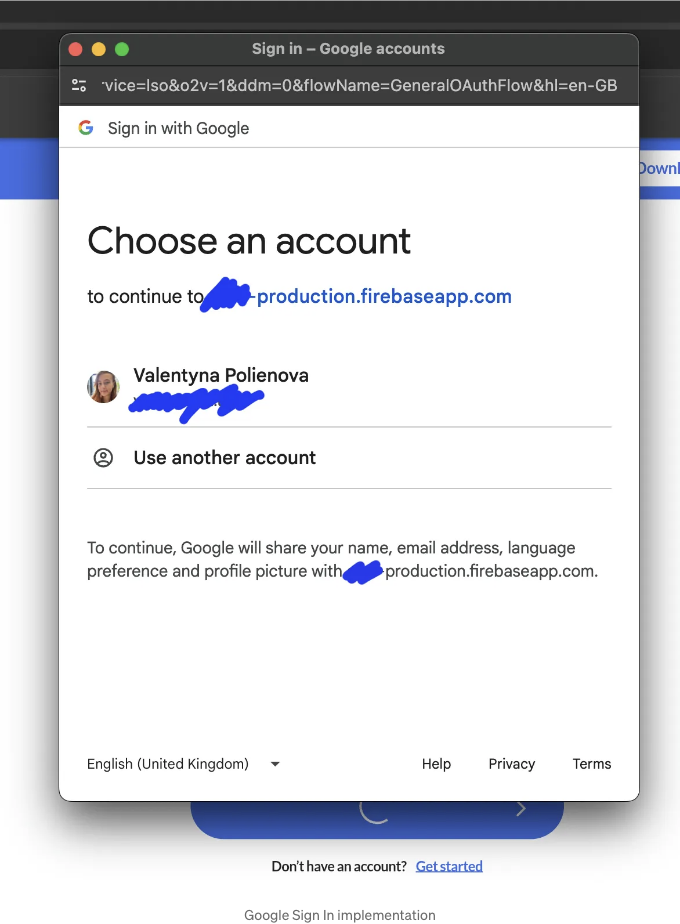 Sign in – Google accounts
vice=lso&o2v=1&ddm=0&flowName=GeneralOAuthFlow&hl=en-GB
Sign in with Google
Downl
Choose an account
to continue to -production.firebaseapp.com
Valentyna Polienova
Use another account
To continue, Google will share your name, email address, language
preference and profile picture with production.firebaseapp.com.
English (United Kingdom)
Help Privacy Terms
Don't have an account? Get started
Google Sign In implementation